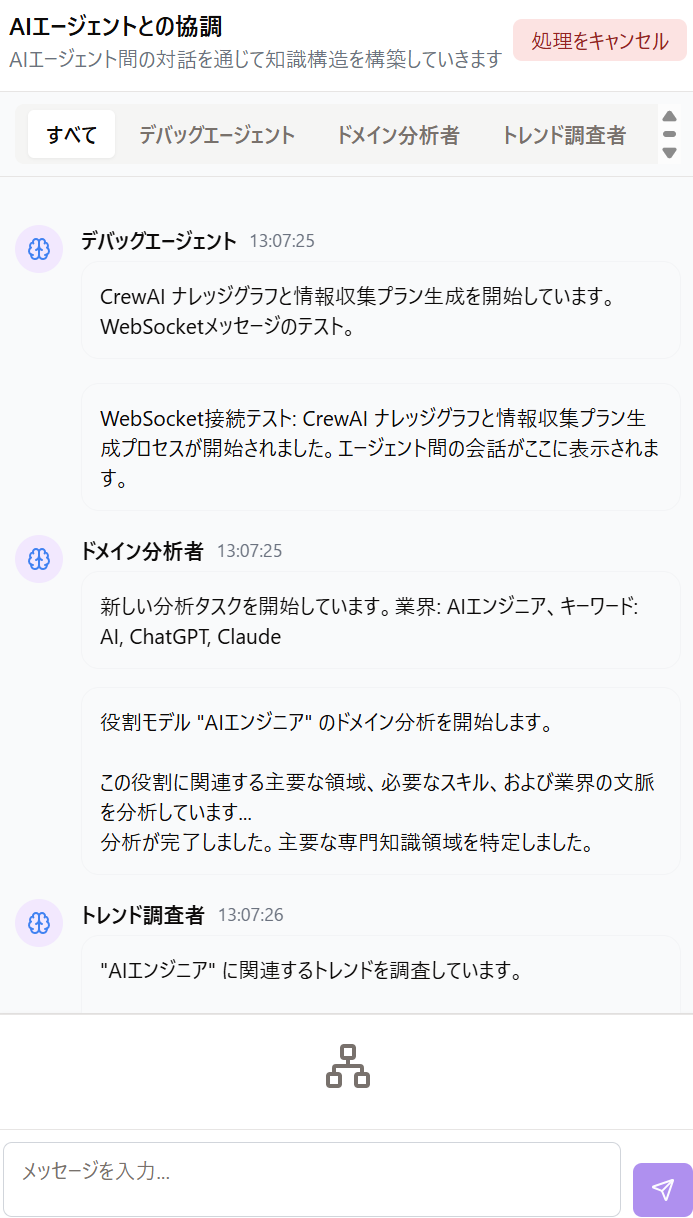 AIエージェントとの協調
AIエージェント間の対話を通じて知識構造を構築していきます
処理をキャンセル
すべて
デバッグエージェント
ドメイン分析者
トレンド調査者
デバッグエージェント 13:07:25
CrewAI ナレッジグラフと情報収集プラン生成を開始しています。
WebSocketメッセージのテスト。
WebSocket接続テスト: CrewAI ナレッジグラフと情報収集プラン生
成プロセスが開始されました。エージェント間の会話がここに表示されま
す。
ドメイン分析者 13:07:25
新しい分析タスクを開始しています。業界: AIエンジニア、キーワード:
AI, ChatGPT, Claude
役割モデル "AIエンジニア" のドメイン分析を開始します。
この役割に関連する主要な領域、必要なスキル、および業界の文脈
を分析しています...
分析が完了しました。主要な専門知識領域を特定しました。
トレンド調査者 13:07:26
"AIエンジニア" に関連するトレンドを調査しています。
メッセージを入力...